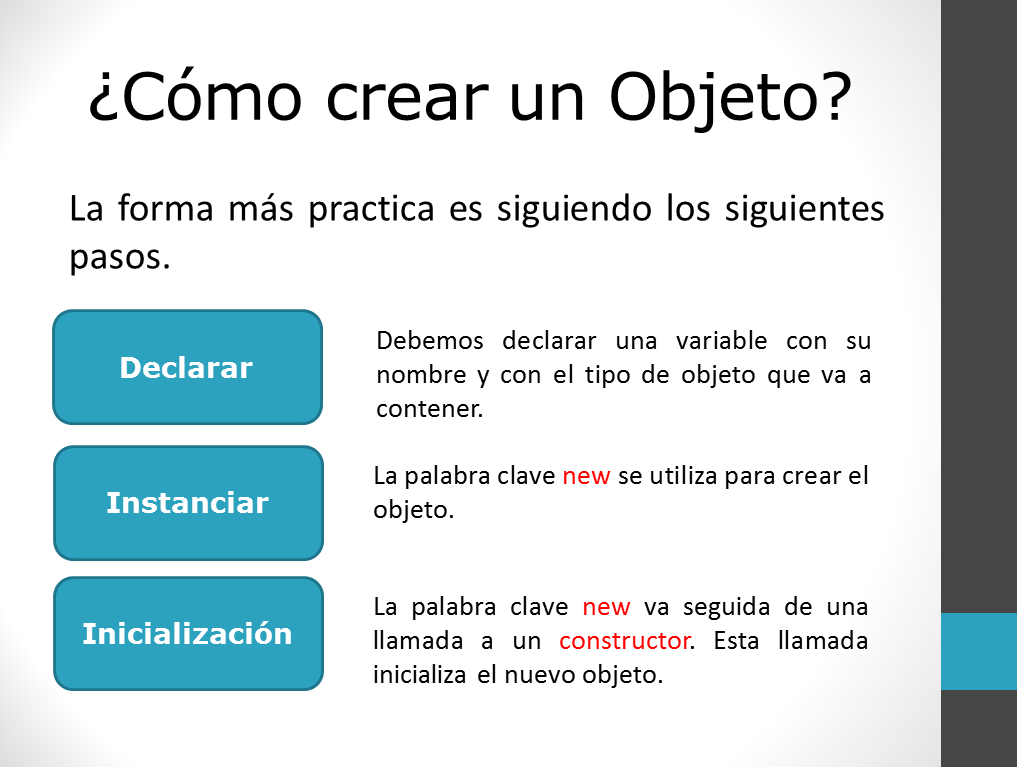 ¿Cómo crear un Objeto?
La forma más practica es siguiendo los siguientes
pasos.
Declarar
Debemos declarar una variable con su
nombre y con el tipo de objeto que va a
contener.
Instanciar
La palabra clave new se utiliza para crear el
objeto.
Inicialización
La palabra clave new va seguida de una
llamada a un constructor. Esta llamada
inicializa el nuevo objeto.